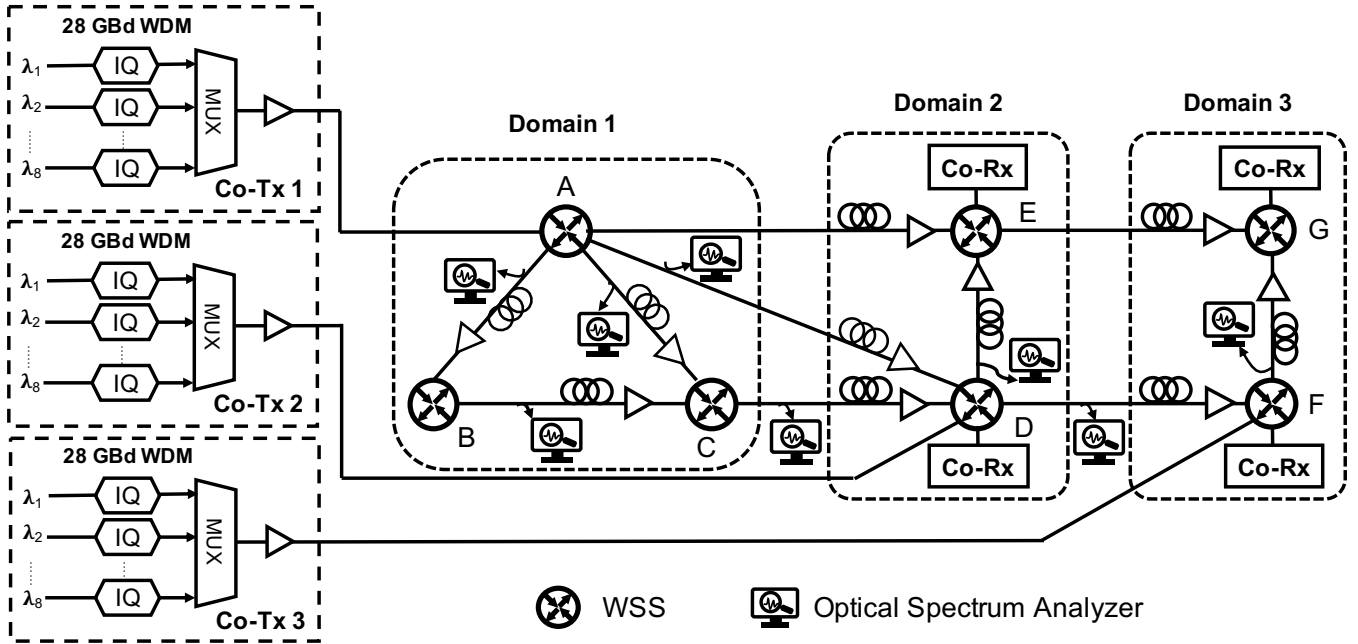 28 GBd WDM
λ1
IQ
λ2
IQ
λ8
IQ
MUX
Co-Tx 1
28 GBd WDM
λ1
IQ
λ2
IQ
λ8
IQ
MUX
Co-Tx 2
28 GBd WDM
λ1
IQ
λ2
IQ
λ8
IQ
MUX
Co-Tx 3
Domain 1
A
B
C
Domain 2
Co-Rx
E
D
Co-Rx
Domain 3
Co-Rx
G
F
Co-Rx
WSS
Optical Spectrum Analyzer